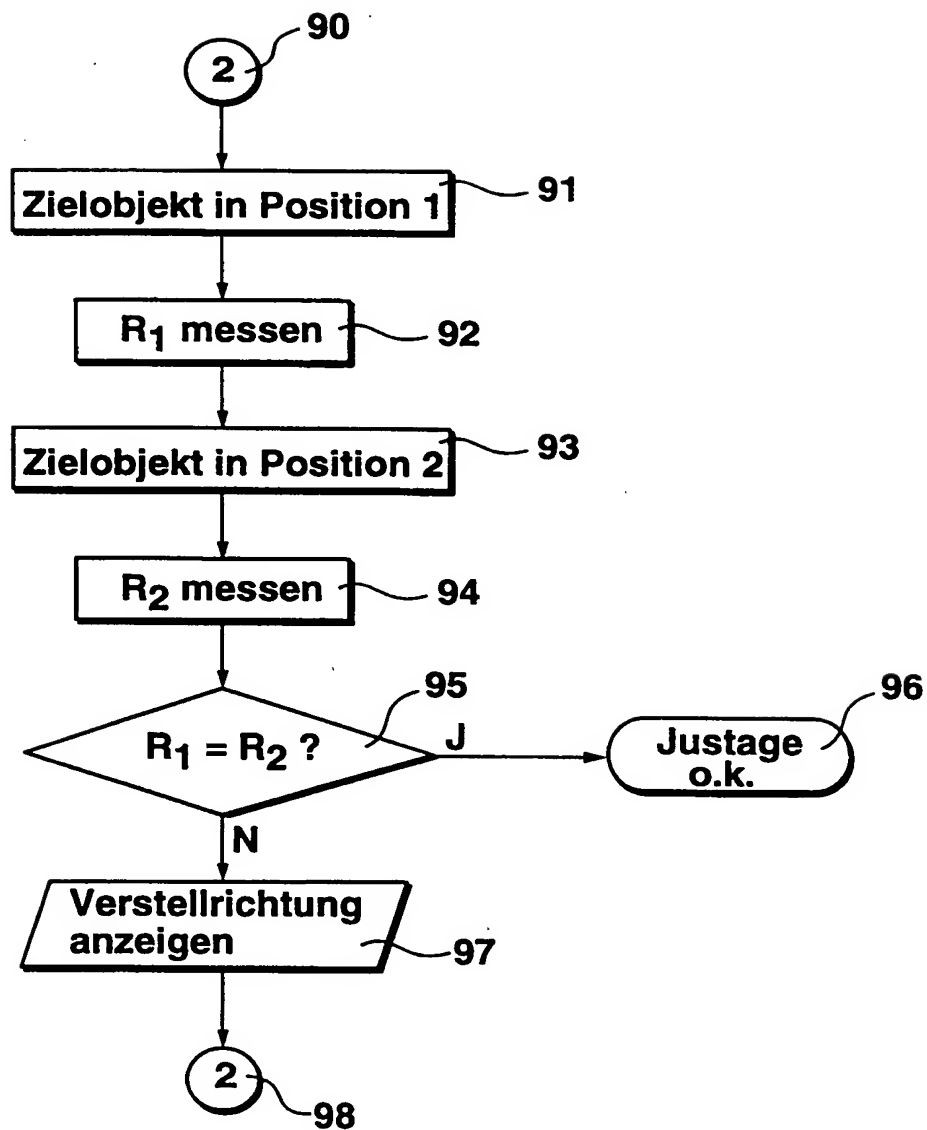 90
2
91
Zielobjekt in Position 1
R1 messen
92
93
Zielobjekt in Position 2
R2 messen
94
95
R1 = R2 ?
J
96
Justage
o.k.
N
Verstellrichtung
anzeigen
97
2
98